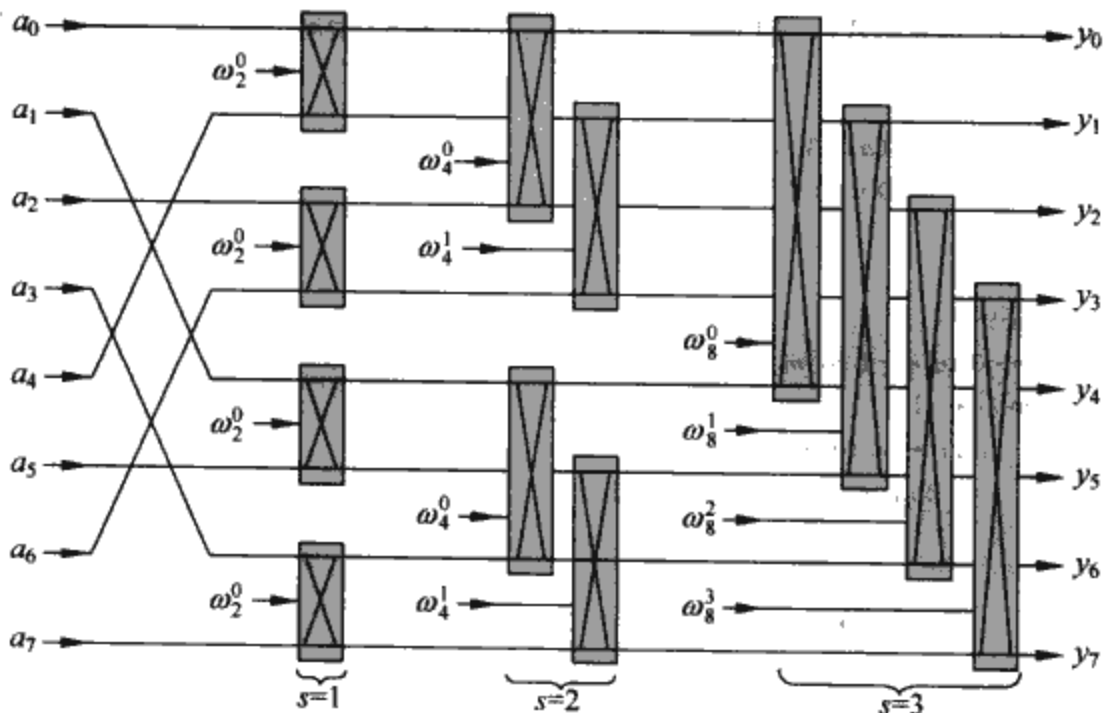 a₀ y₀
ω₂⁰
a₁ y₁
ω₄⁰
a₂ y₂
ω₂⁰ ω₄¹
a₃ y₃
ω₈⁰
a₄ y₄
ω₂⁰ ω₈¹
a₅ y₅
ω₄⁰ ω₈²
a₆ y₆
ω₂⁰ ω₄¹ ω₈³
a₇ y₇
s=1 s=2 s=3